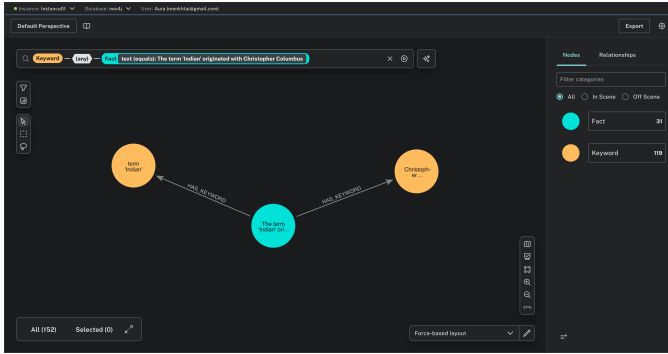 Instance: Instance01
Database: neo4j
User: Aura (monkhtai@gmail.com)
Default Perspective
Export
Keyword
(any)
Fact text (equals): The term 'Indian' originated with Christopher Columbus
Nodes
Relationships
Filter categories
All
In Scene
Off Scene
Fact
31
Keyword
119
term
'Indian'
Christoph-
er...
HAS_KEYWORD
HAS_KEYWORD
The term
'Indian' ori...
All (152)
Selected (0)
Force-based layout